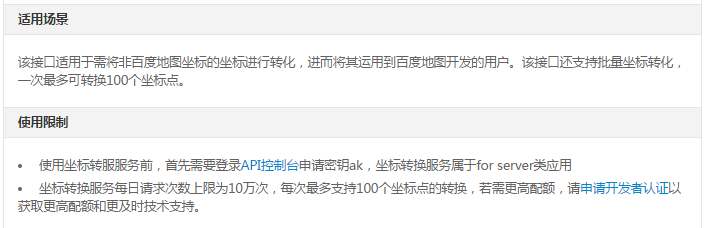 适用场景
该接口适用于需将非百度地图坐标的坐标进行转化，进而将其运用到百度地图开发的用户。该接口还支持批量坐标转化，
一次最多可转换100个坐标点。
使用限制
• 使用坐标转服服务前，首先需要登录API控制台申请密钥ak，坐标转换服务属于for server类应用
• 坐标转换服务每日请求次数上限为10万次，每次最多支持100个坐标点的转换，若需更高配额，请申请开发者认证以
获取更高配额和更及时技术支持。